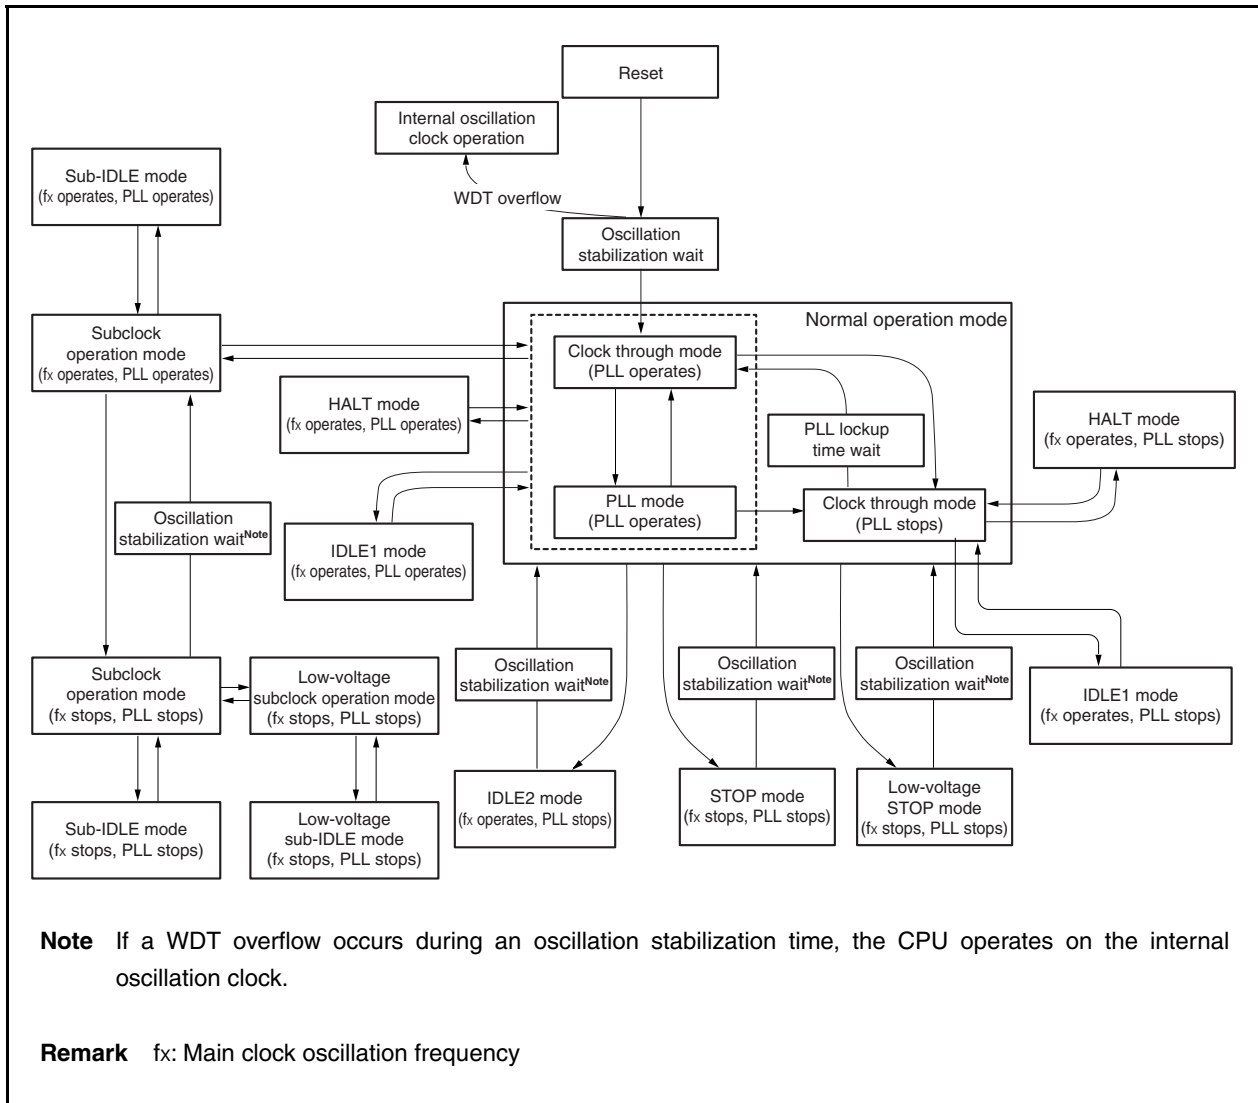 Reset
Internal oscillation
clock operation
WDT overflow
Sub-IDLE mode
(fx operates, PLL operates)
Oscillation
stabilization wait
Normal operation mode
Subclock
operation mode
(fx operates, PLL operates)
Clock through mode
(PLL operates)
HALT mode
(fx operates, PLL operates)
PLL lockup
time wait
HALT mode
(fx operates, PLL stops)
PLL mode
(PLL operates)
Clock through mode
(PLL stops)
Oscillation
stabilization waitNote
IDLE1 mode
(fx operates, PLL operates)
Subclock
operation mode
(fx stops, PLL stops)
Low-voltage
subclock operation mode
(fx stops, PLL stops)
Oscillation
stabilization waitNote
Oscillation
stabilization waitNote
Oscillation
stabilization waitNote
IDLE1 mode
(fx operates, PLL stops)
Sub-IDLE mode
(fx stops, PLL stops)
Low-voltage
sub-IDLE mode
(fx stops, PLL stops)
IDLE2 mode
(fx operates, PLL stops)
STOP mode
(fx stops, PLL stops)
Low-voltage
STOP mode
(fx stops, PLL stops)
Note If a WDT overflow occurs during an oscillation stabilization time, the CPU operates on the internal
oscillation clock.
Remark fx: Main clock oscillation frequency